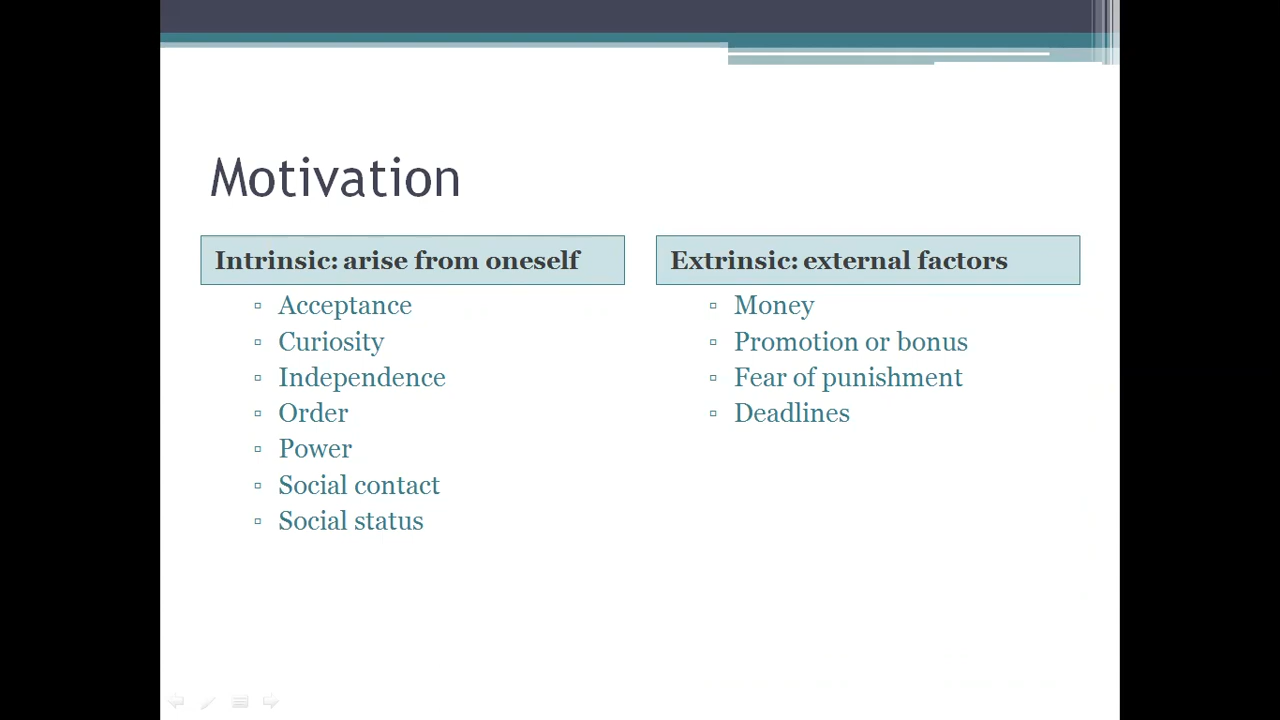 Motivation
Intrinsic: arise from oneself
Acceptance
Curiosity
Independence
Order
Power
Social contact
Social status
Extrinsic: external factors
Money
Promotion or bonus
Fear of punishment
Deadlines